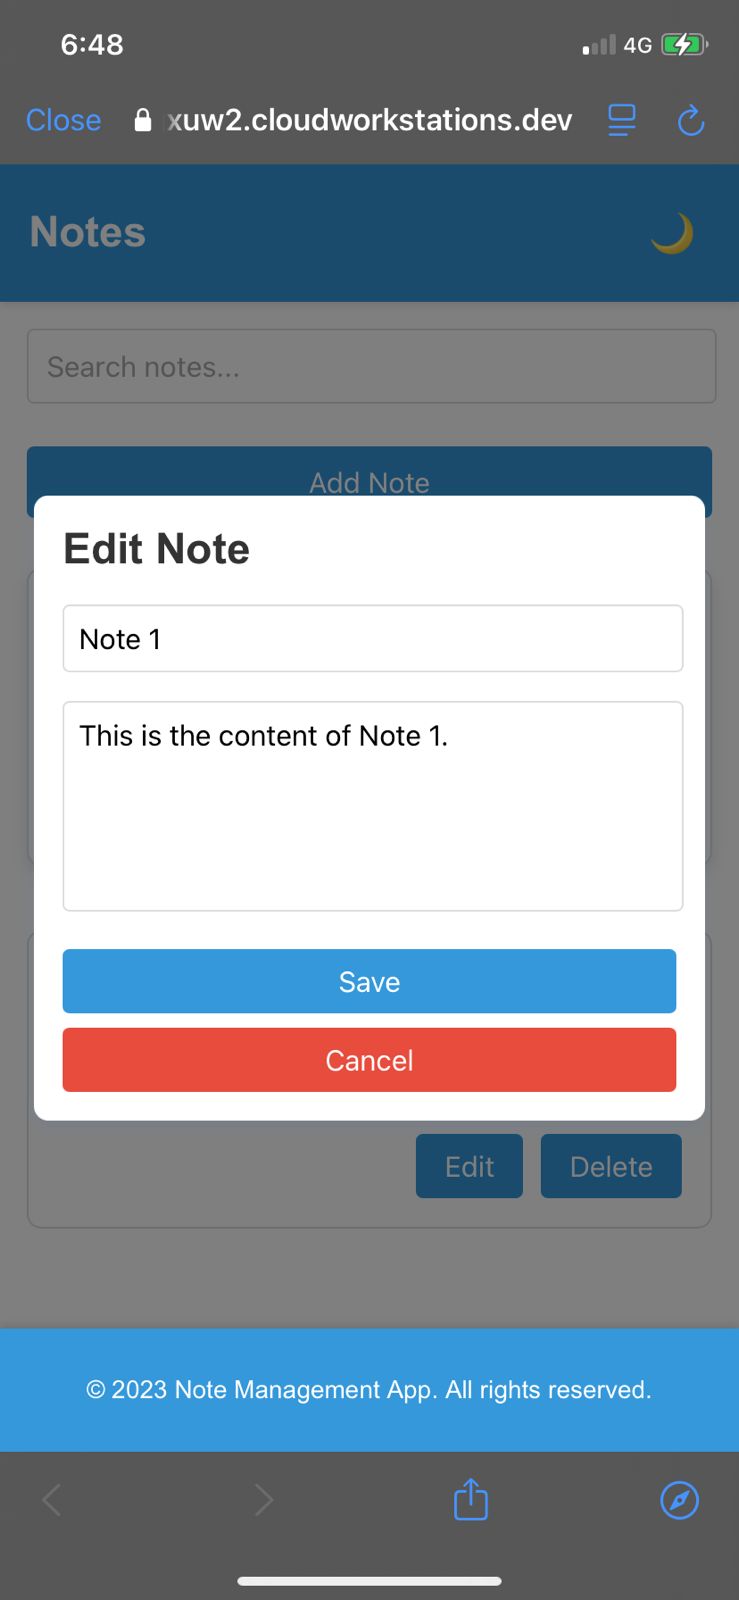 6:48
4G
Close
xuw2.cloudworkstations.dev
Notes
Search notes...
Add Note
Edit Note
Note 1
This is the content of Note 1.
Save
Cancel
Edit Delete
© 2023 Note Management App. All rights reserved.